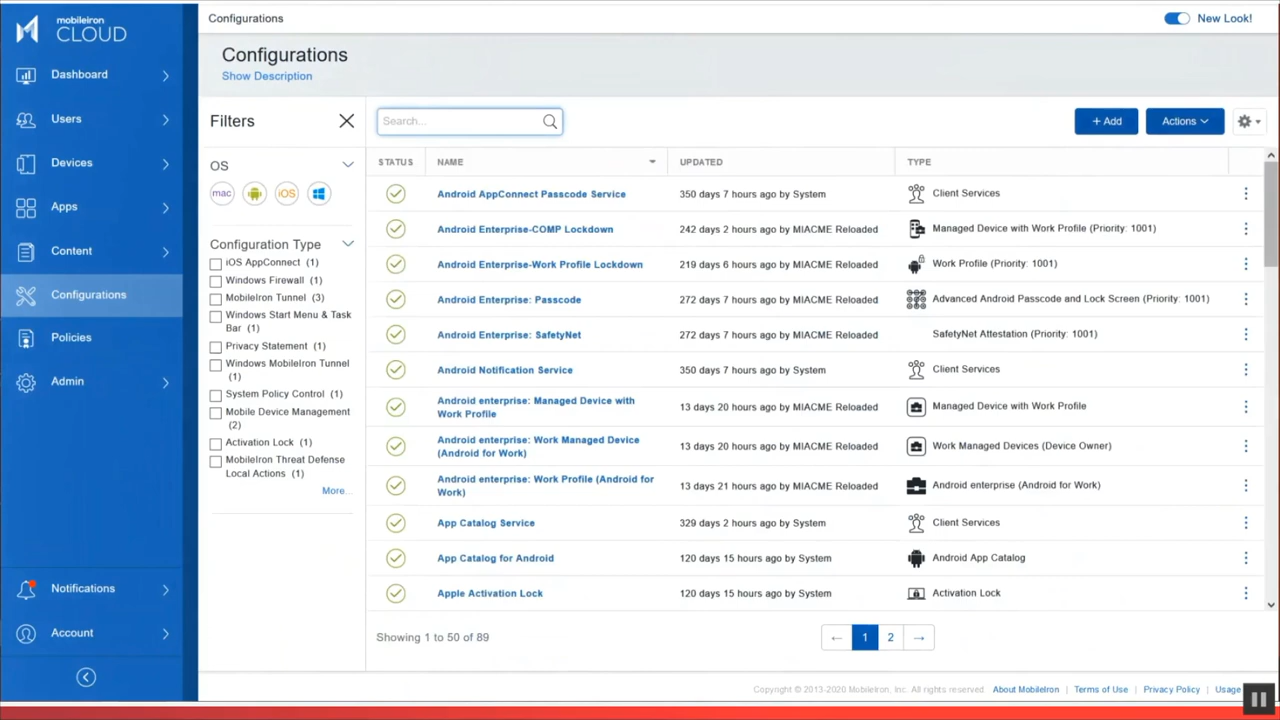 mobileiron
CLOUD
Dashboard
Users
Devices
Apps
Content
Configurations
Policies
Admin
Notifications
Account
Configurations
New Look!
Configurations
Show Description
Filters
OS
mac
iOS
Configuration Type
iOS AppConnect (1)
Windows Firewall (1)
MobileIron Tunnel (3)
Windows Start Menu & Task
Bar (1)
Privacy Statement (1)
Windows MobileIron Tunnel
(1)
System Policy Control (1)
Mobile Device Management
(2)
Activation Lock (1)
MobileIron Threat Defense
Local Actions (1)
More...
Search...
+ Add
Actions
STATUS NAME UPDATED TYPE
Android AppConnect Passcode Service 350 days 7 hours ago by System Client Services
Android Enterprise-COMP Lockdown 242 days 2 hours ago by MIACME Reloaded Managed Device with Work Profile (Priority: 1001)
Android Enterprise-Work Profile Lockdown 219 days 6 hours ago by MIACME Reloaded Work Profile (Priority: 1001)
Android Enterprise: Passcode 272 days 7 hours ago by MIACME Reloaded Advanced Android Passcode and Lock Screen (Priority: 1001)
Android Enterprise: SafetyNet 272 days 7 hours ago by MIACME Reloaded SafetyNet Attestation (Priority: 1001)
Android Notification Service 350 days 7 hours ago by System Client Services
Android enterprise: Managed Device with
Work Profile 13 days 20 hours ago by MIACME Reloaded Managed Device with Work Profile
Android enterprise: Work Managed Device
(Android for Work) 13 days 20 hours ago by MIACME Reloaded Work Managed Devices (Device Owner)
Android enterprise: Work Profile (Android for
Work) 13 days 21 hours ago by MIACME Reloaded Android enterprise (Android for Work)
App Catalog Service 329 days 2 hours ago by System Client Services
App Catalog for Android 120 days 15 hours ago by System Android App Catalog
Apple Activation Lock 120 days 15 hours ago by System Activation Lock
Showing 1 to 50 of 89
← 1 2 →
Copyright © 2013-2020 MobileIron, Inc. All rights reserved About MobileIron | Terms of Use | Privacy Policy | Usage